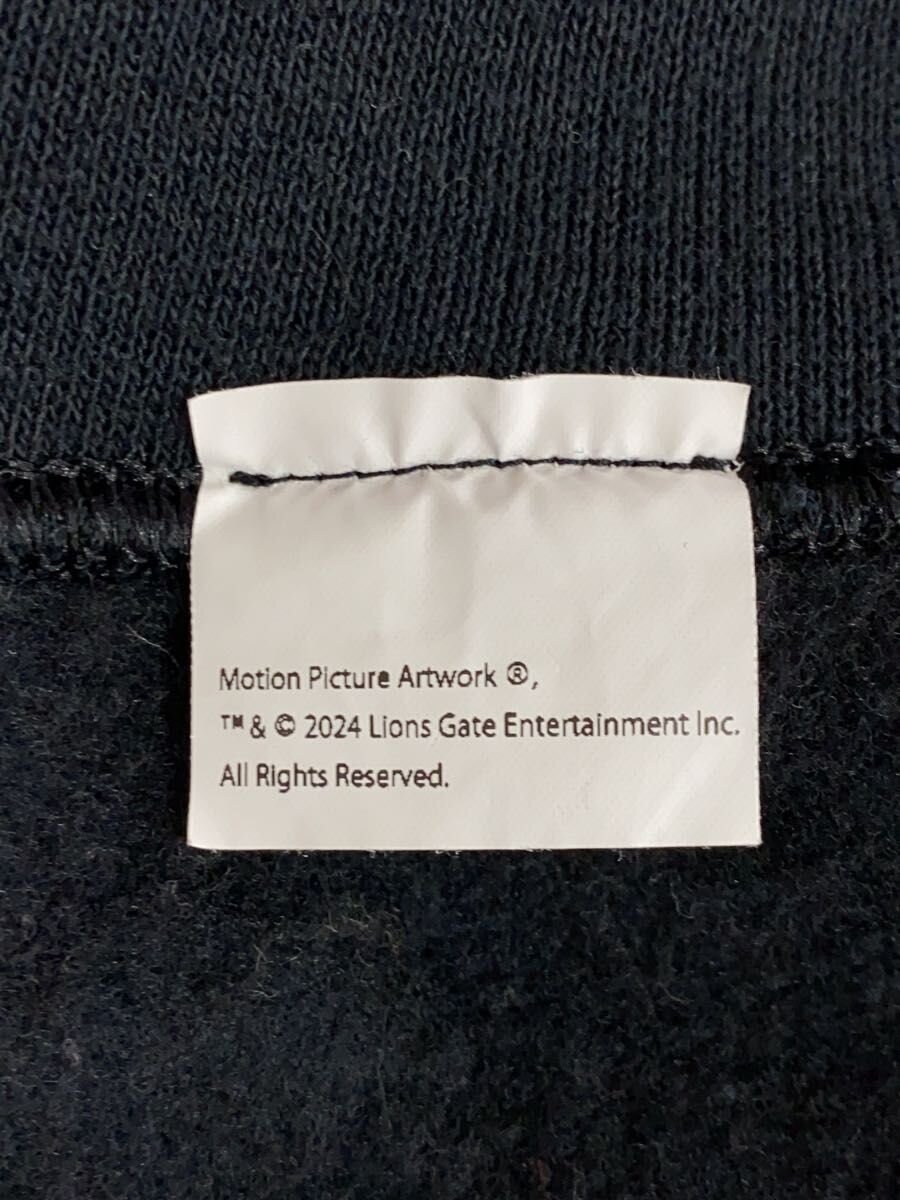 Motion Picture Artwork ®,
™ & © 2024 Lions Gate Entertainment Inc.
All Rights Reserved.